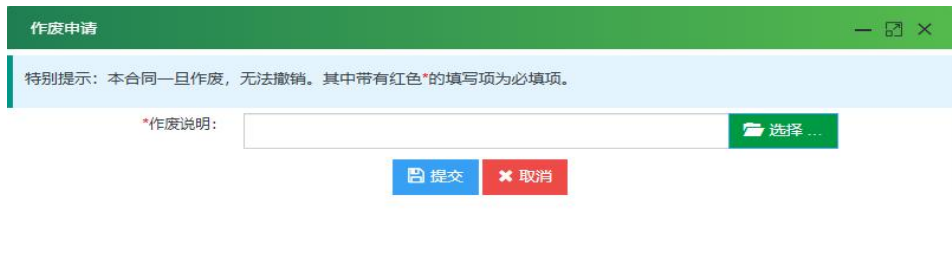 作废申请
特别提示：本合同一旦作废，无法撤销。其中带有红色*的填写项为必填项。
*作废说明：
选择 ...
提交 取消